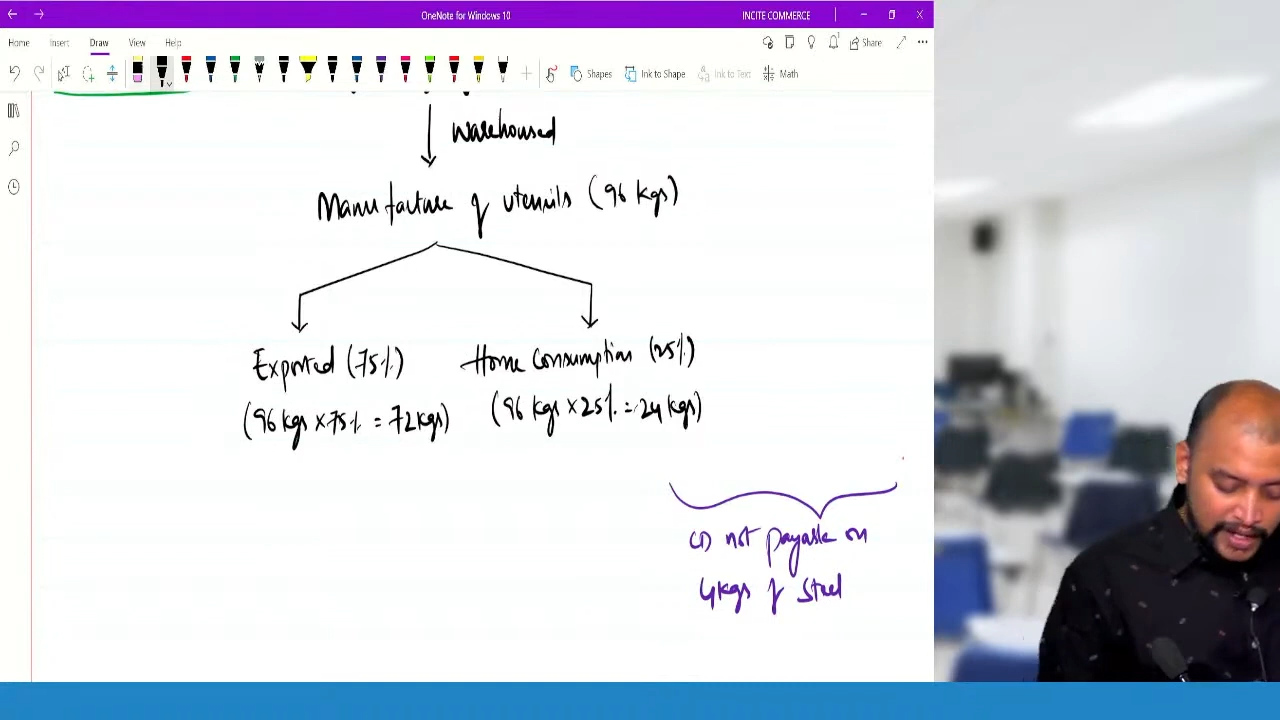 OneNote for Windows 10
INCITE COMMERCE
Home Insert Draw View Help
Share
Shapes Ink to Shape Ink to Text Math
warehoused
Manufacture of utensils (96 kgs)
Exported (75%) Home Consumption (25%)
(96 kgs x 75% = 72 kgs) (96 kgs x 25% = 24 kgs)
CD not payable on
4kgs of Steel